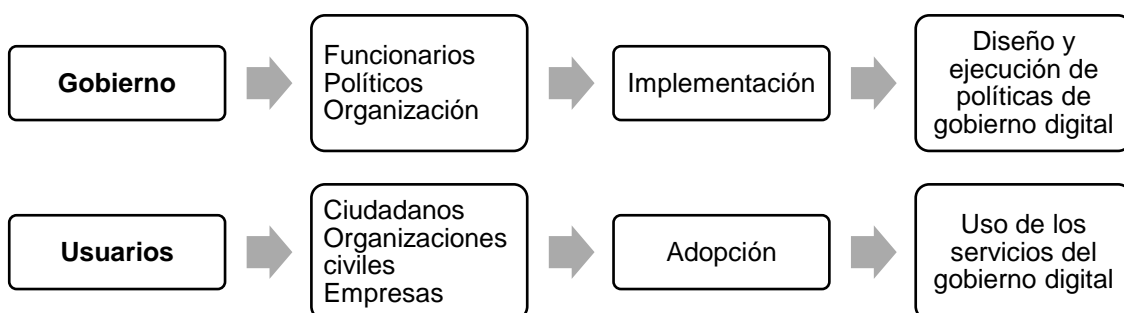 Gobierno
Funcionarios
Políticos
Organización
Implementación
Diseño y
ejecución de
políticas de
gobierno digital
Usuarios
Ciudadanos
Organizaciones
civiles
Empresas
Adopción
Uso de los
servicios del
gobierno digital